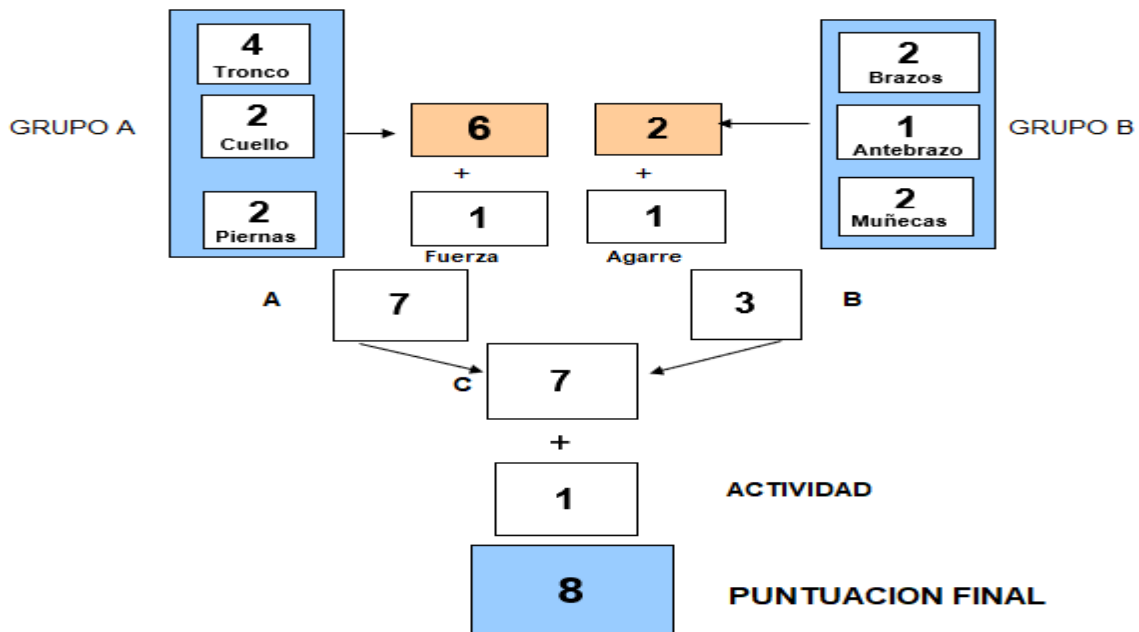 4
Tronco
2
Cuello
2
Piernas
GRUPO A
6
+
1
Fuerza
2
+
1
Agarre
2
Brazos
1
Antebrazo
2
Muñecas
GRUPO B
A
7
3
B
C
7
+
1
ACTIVIDAD
8
PUNTUACION FINAL